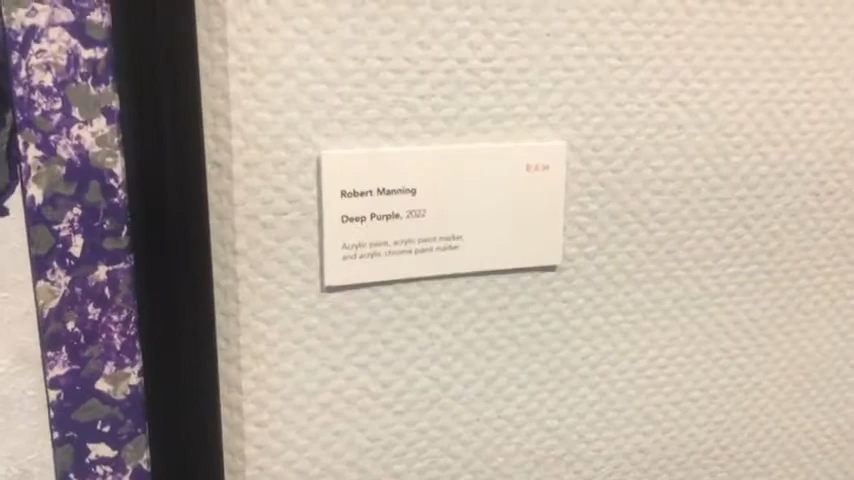 Robert Manning
Deep Purple, 2022
Acrylic paint, acrylic paint marker,
and acrylic chrome paint marker